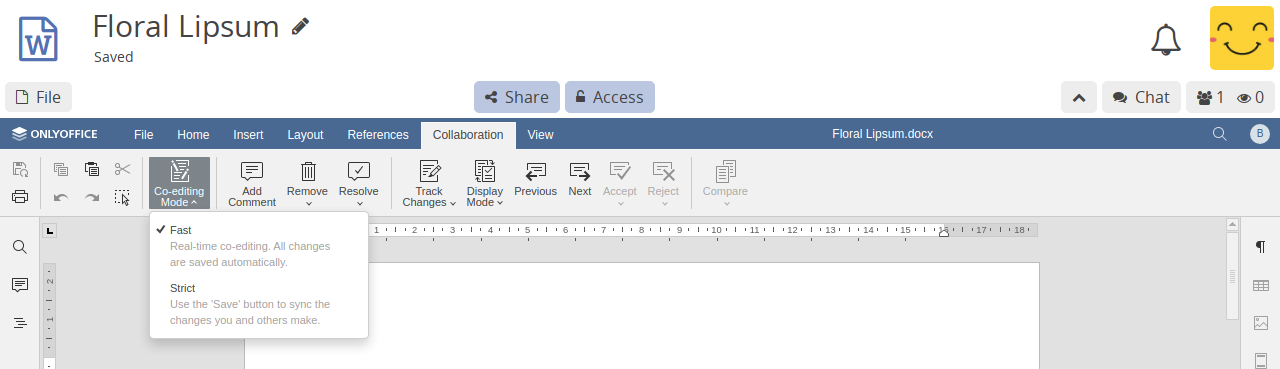 W
Floral Lipsum
Saved
File
Share
Access
Chat
1
0
ONLYOFFICE
File
Home
Insert
Layout
References
Collaboration
View
Floral Lipsum.docx
B
Co-editing
Mode
Add
Comment
Remove
Resolve
Track
Changes
Display
Mode
Previous
Next
Accept
Reject
Compare
Fast
Real-time co-editing. All changes
are saved automatically.
Strict
Use the 'Save' button to sync the
changes you and others make.
1 2 3 4 5 6 7 8 9 10 11 12 13 14 15 16 17 18
2
1